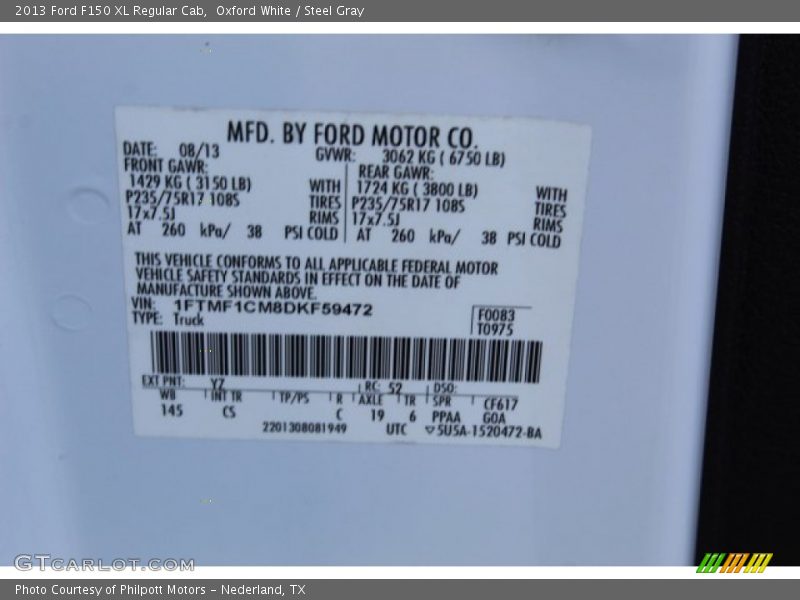 2013 Ford F150 XL Regular Cab, Oxford White / Steel Gray
MFD. BY FORD MOTOR CO.
DATE: 08/13 GVWR: 3062 KG ( 6750 LB)
FRONT GAWR: REAR GAWR:
1429 KG ( 3150 LB) WITH 1724 KG ( 3800 LB) WITH
P235/75R17 108S TIRES P235/75R17 108S TIRES
17x7.5J RIMS 17x7.5J RIMS
AT 260 kPa/ 38 PSI COLD AT 260 kPa/ 38 PSI COLD
THIS VEHICLE CONFORMS TO ALL APPLICABLE FEDERAL MOTOR
VEHICLE SAFETY STANDARDS IN EFFECT ON THE DATE OF
MANUFACTURE SHOWN ABOVE.
VIN: 1FTMF1CM8DKF59472 F0083
TYPE: Truck T0975
EXT PNT: YZ RC: 52 DSO:
WB INT TR TP/PS R AXLE TR SPR CF617
145 CS C 19 6 PPAA GOA
2201308081949 UTC ▽5U5A-1520472-BA
GTCARLOT.COM
Photo Courtesy of Philpott Motors - Nederland, TX